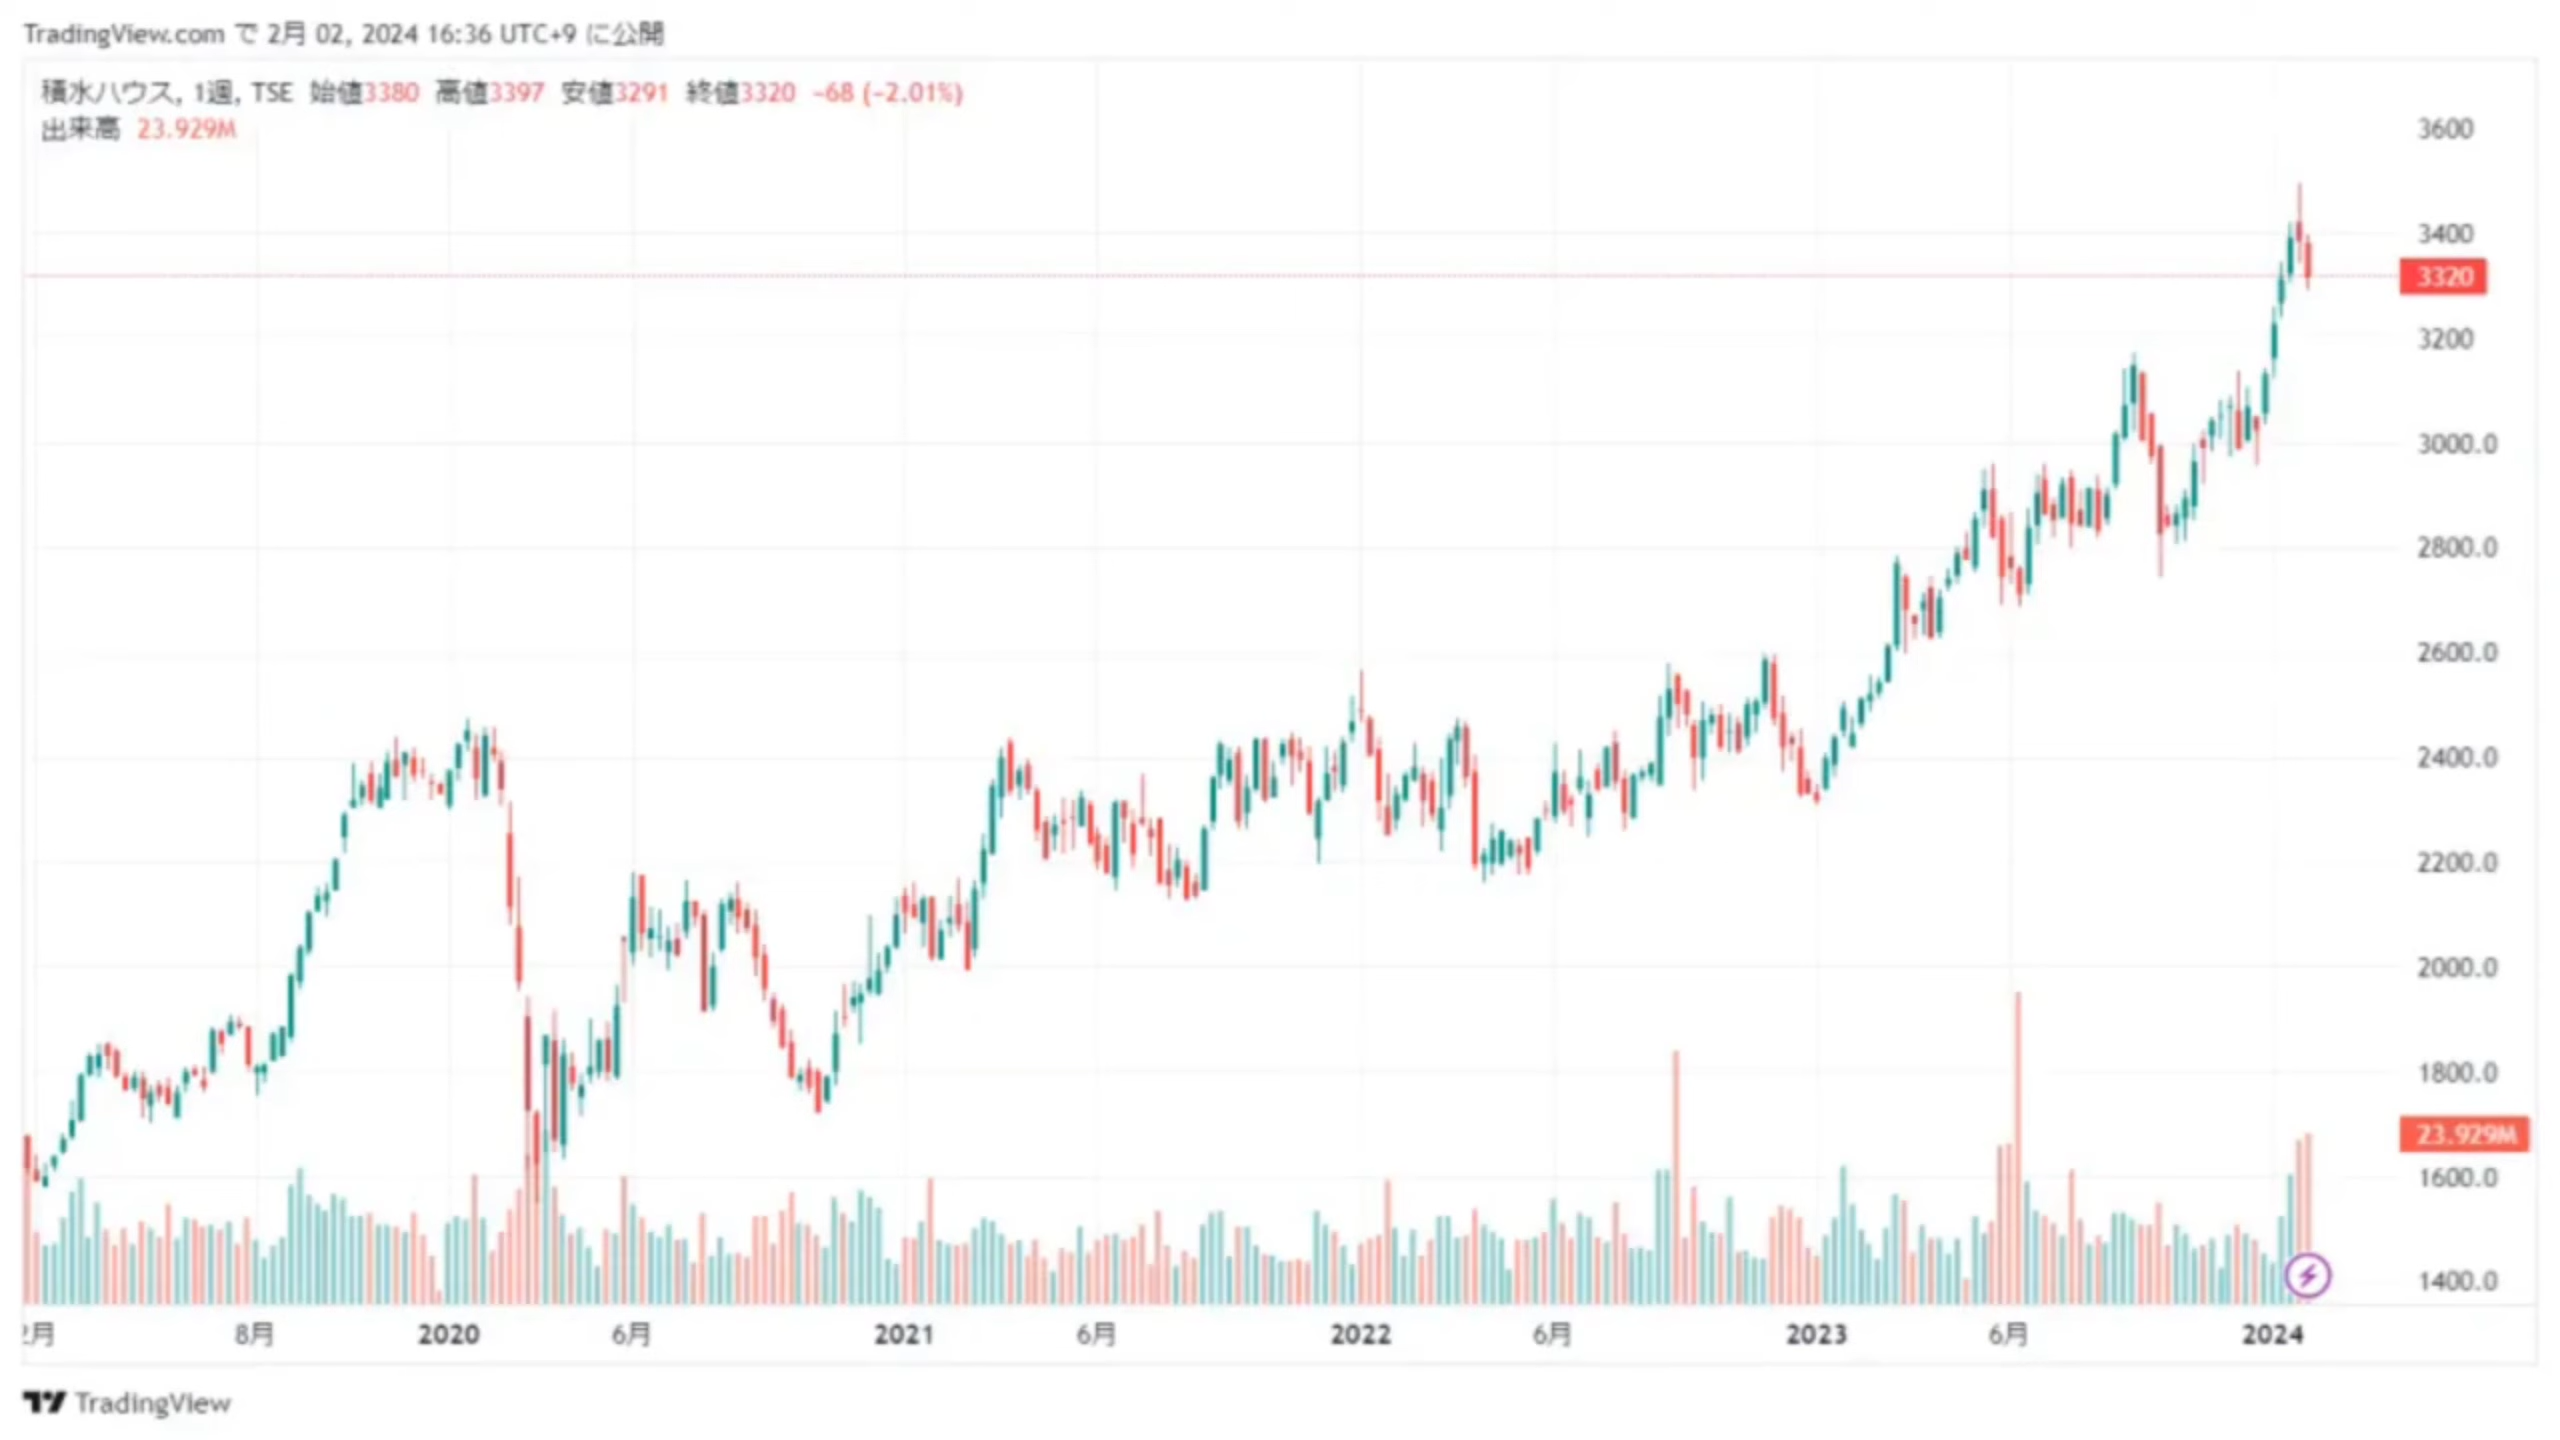 TradingView.com で 2月 02, 2024 16:36 UTC+9 に公開
積水ハウス, 1週, TSE 始値3380 高値3397 安値3291 終値3320 -68 (-2.01%)
出来高 23.929M
3600
3400
3320
3200
3000.0
2800.0
2600.0
2400.0
2200.0
2000.0
1800.0
23.929M
1600.0
1400.0
2月 8月 2020 6月 2021 6月 2022 6月 2023 6月 2024
TradingView